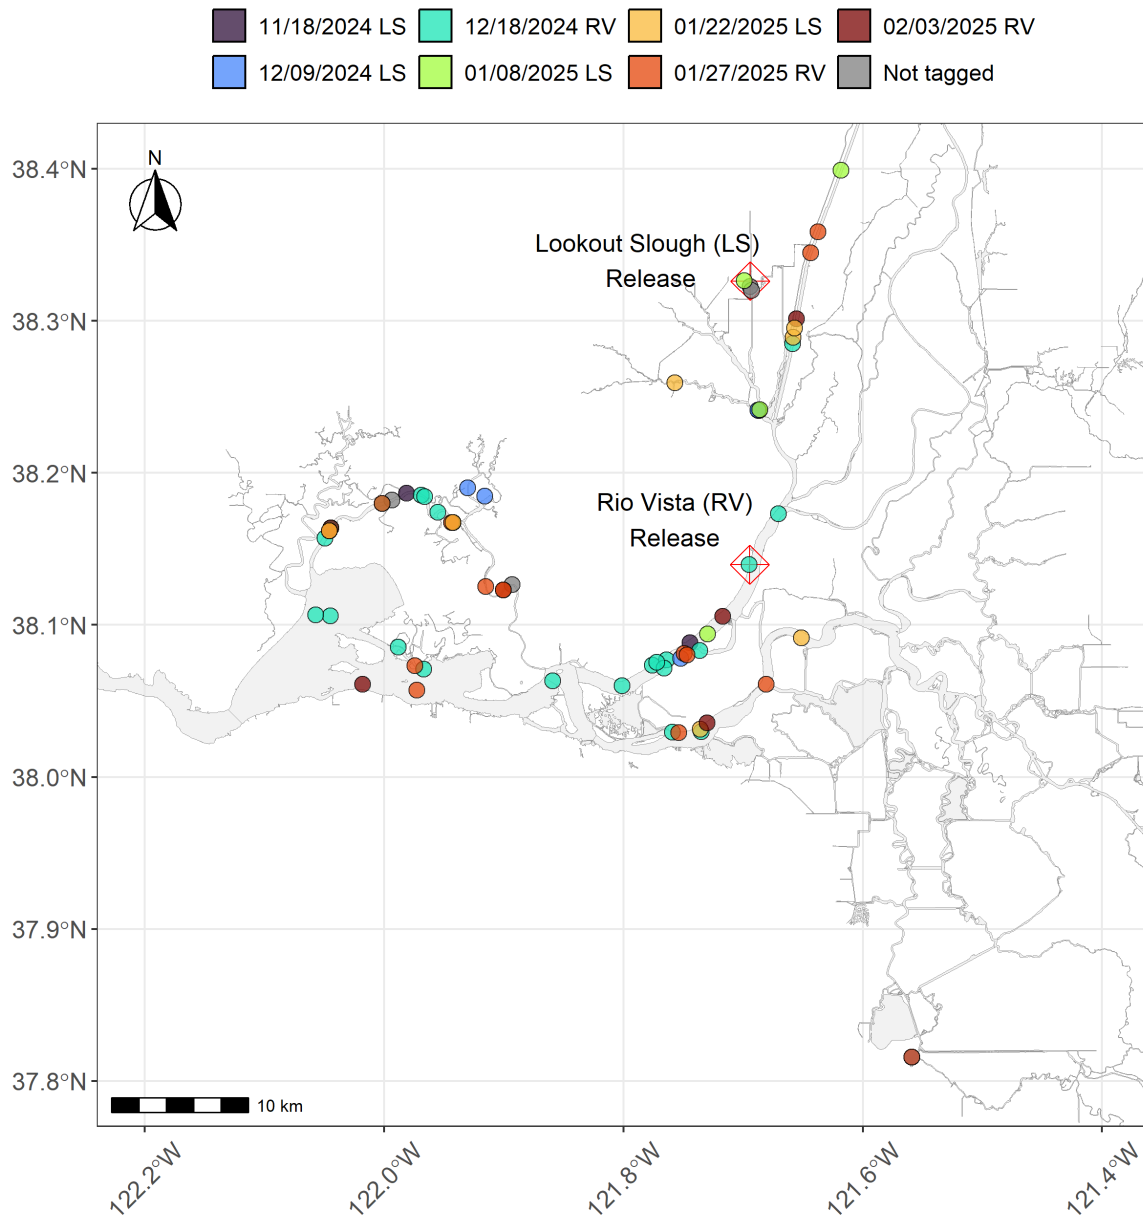 11/18/2024 LS 12/18/2024 RV 01/22/2025 LS 02/03/2025 RV
12/09/2024 LS 01/08/2025 LS 01/27/2025 RV Not tagged
N
38.4°N
38.3°N
38.2°N
38.1°N
38.0°N
37.9°N
37.8°N
Lookout Slough (LS)
Release
Rio Vista (RV)
Release
10 km
122.2°W 122.0°W 121.8°W 121.6°W 121.4°W